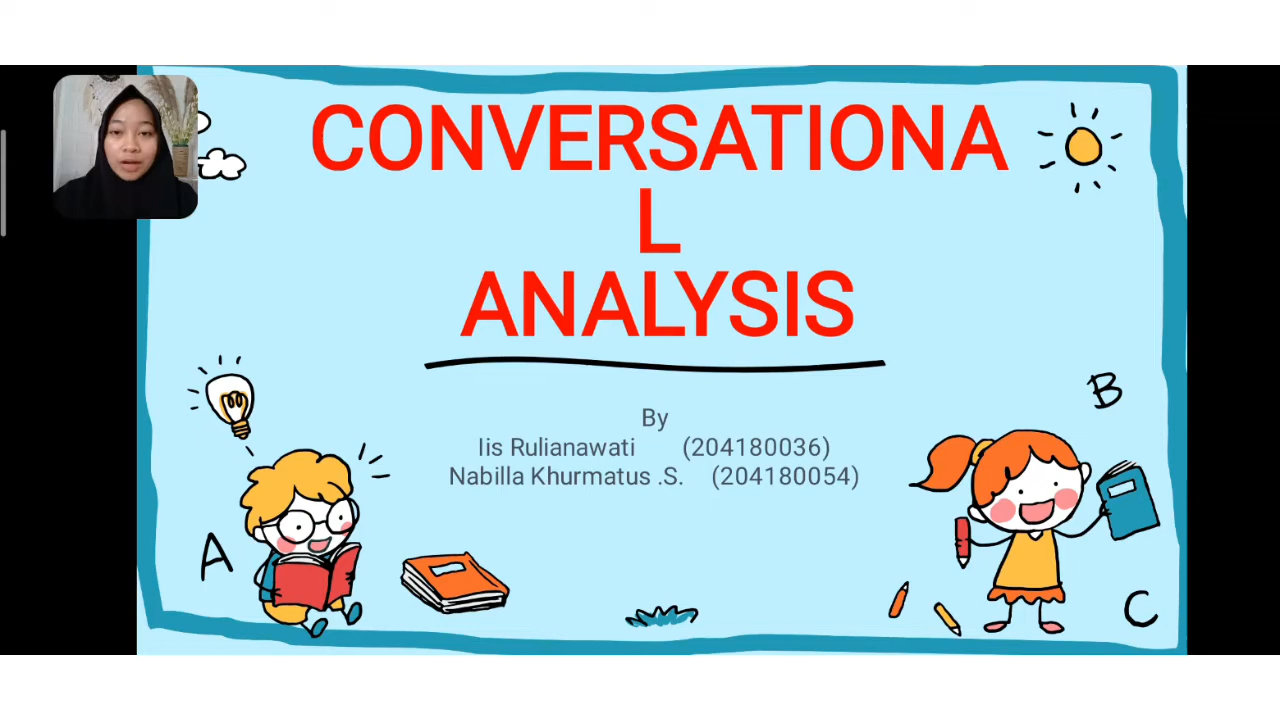 CONVERSATIONA
L
ANALYSIS
By
Iis Rulianawati (204180036)
Nabilla Khurmatus .S. (204180054)
A
B
C